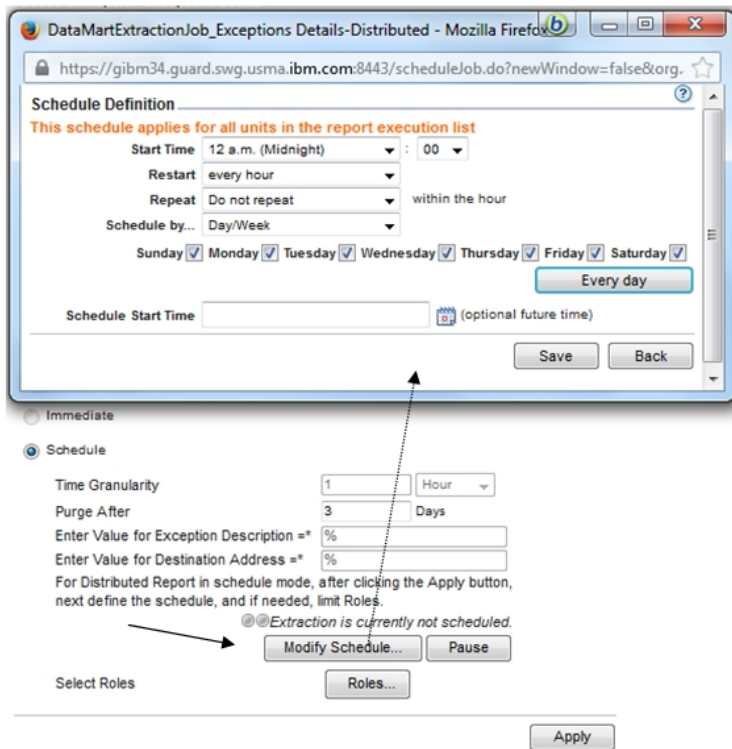 DataMartExtractionJob_Exceptions Details-Distributed - Mozilla Firefox
https://gibm34.guard.swg.usma.ibm.com:8443/scheduleJob.do?newWindow=false&org.
Schedule Definition
This schedule applies for all units in the report execution list
Start Time 12 a.m. (Midnight) : 00
Restart every hour
Repeat Do not repeat within the hour
Schedule by... Day/Week
Sunday Monday Tuesday Wednesday Thursday Friday Saturday
Every day
Schedule Start Time (optional future time)
Save Back
Immediate
Schedule
Time Granularity 1 Hour
Purge After 3 Days
Enter Value for Exception Description =* %
Enter Value for Destination Address =* %
For Distributed Report in schedule mode, after clicking the Apply button,
next define the schedule, and if needed, limit Roles.
Extraction is currently not scheduled.
Modify Schedule... Pause
Select Roles Roles...
Apply